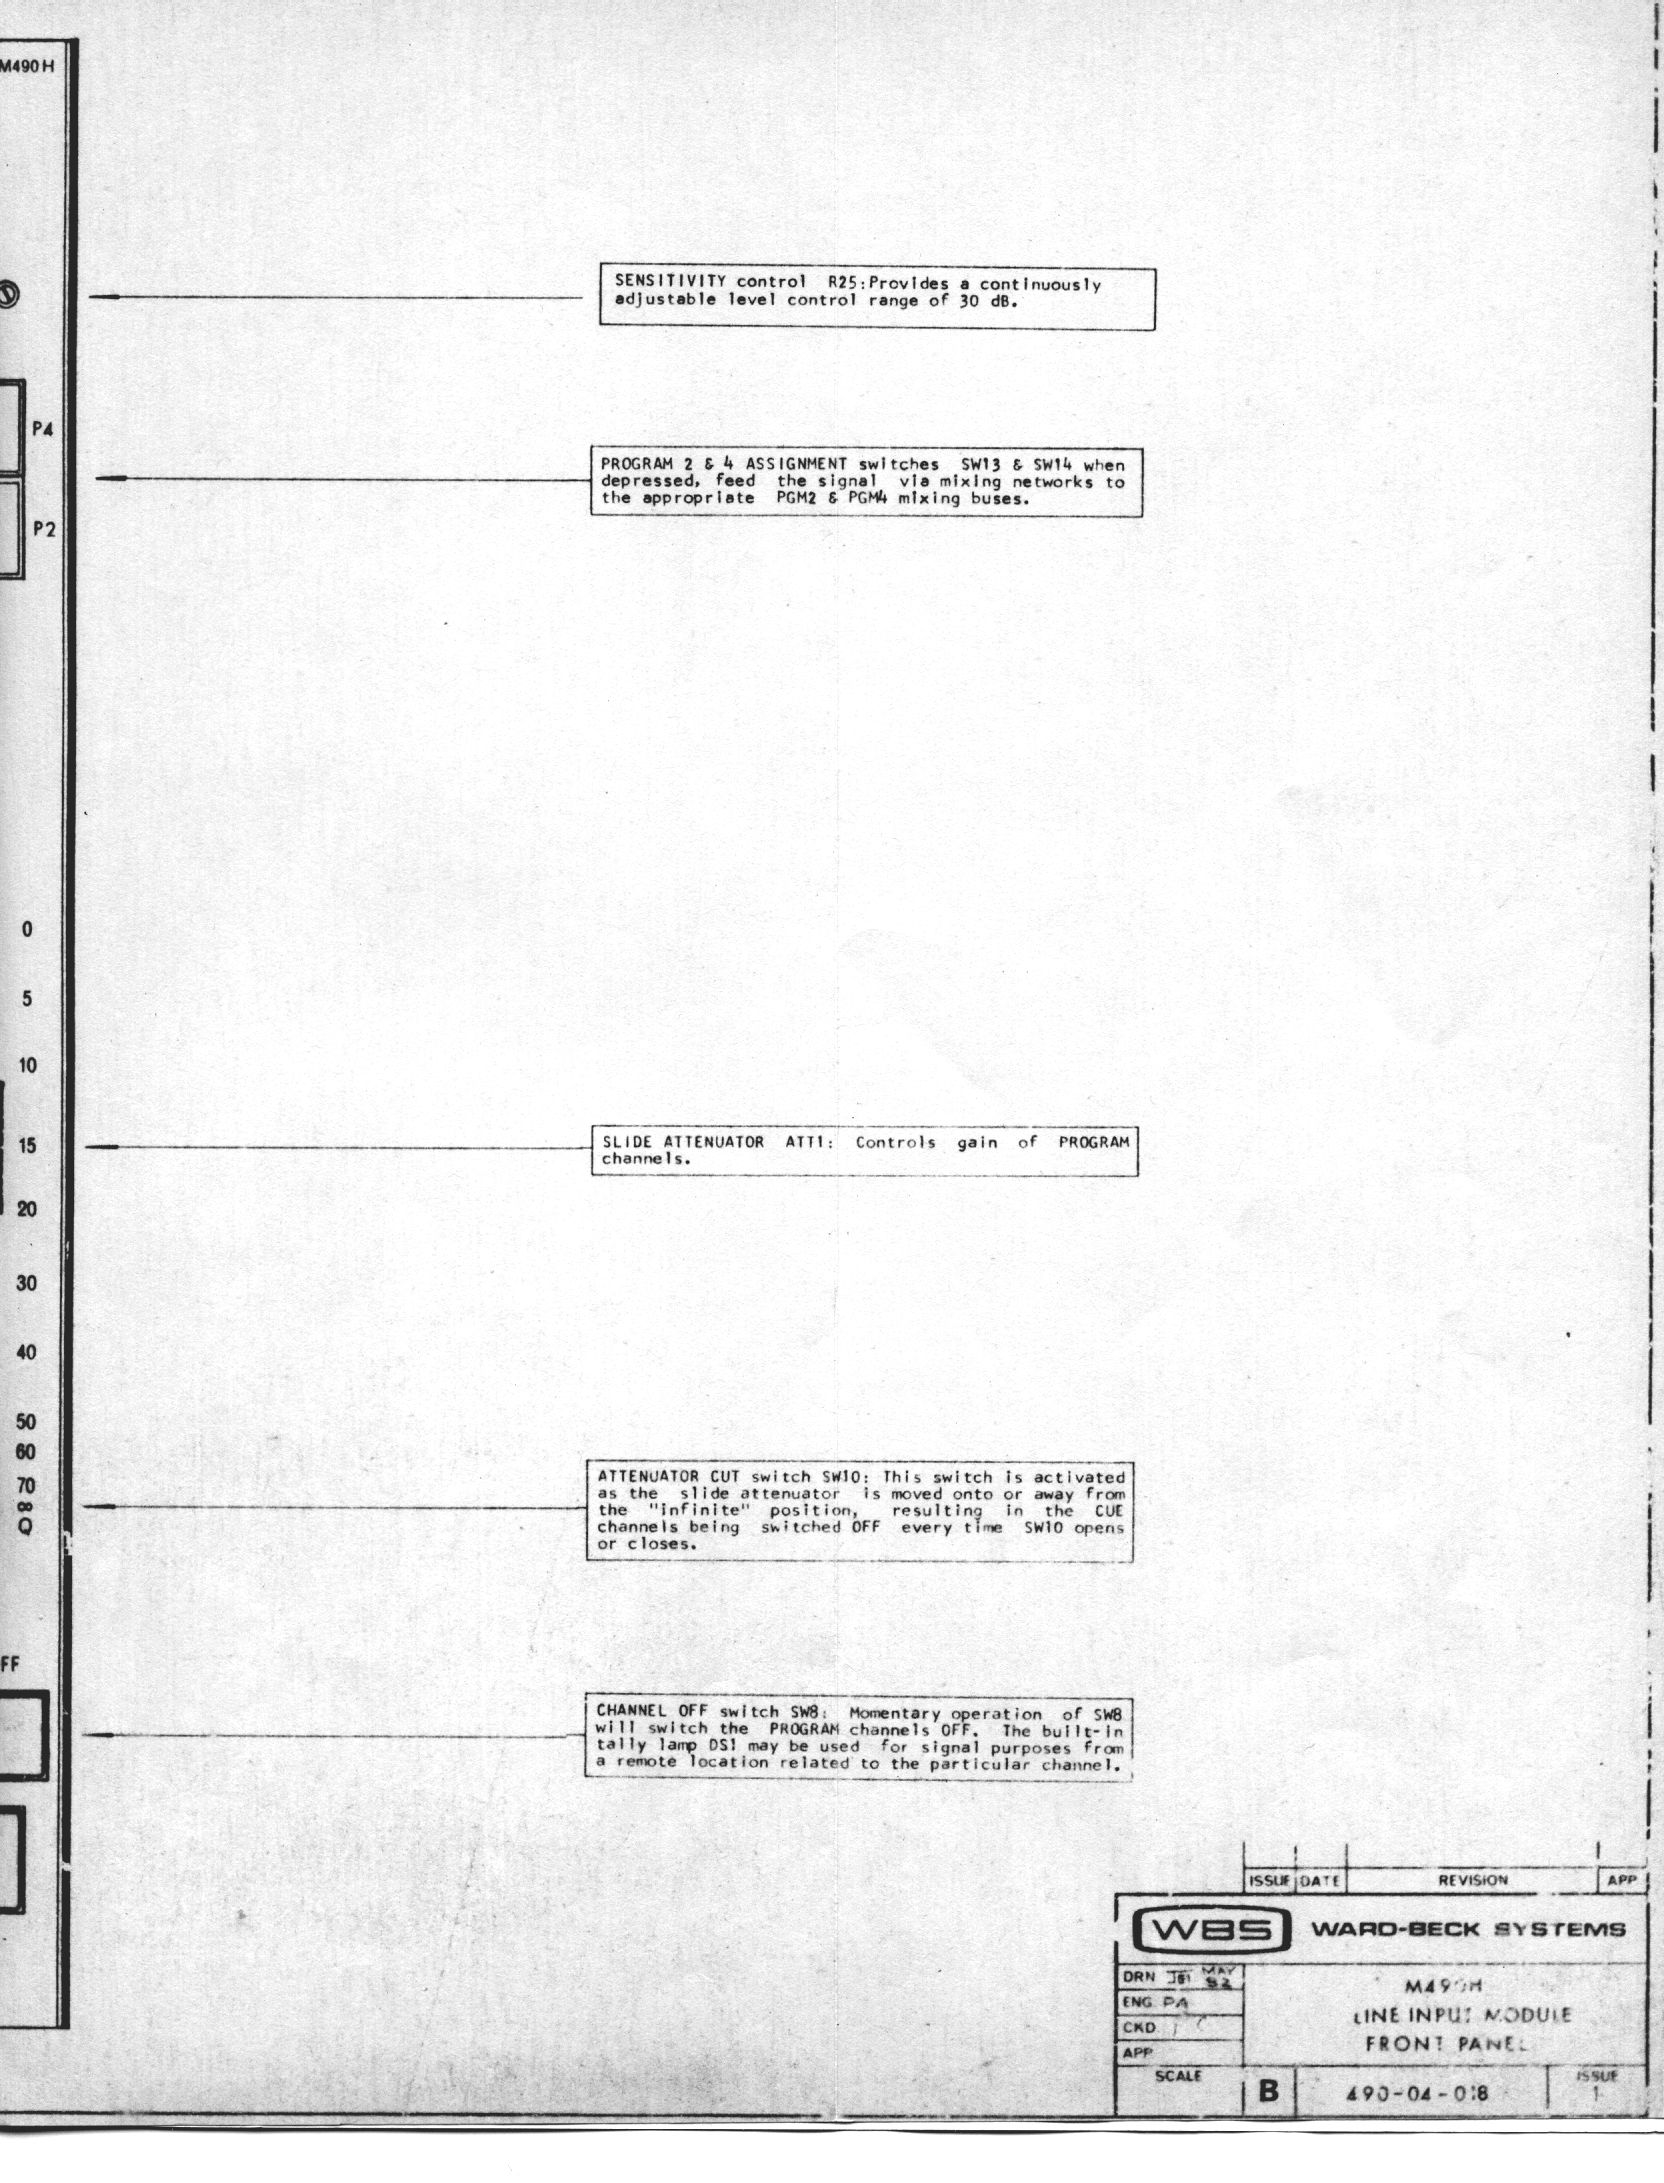 M490H
SENSITIVITY control R25:Provides a continuously
adjustable level control range of 30 dB.
P4
PROGRAM 2 & 4 ASSIGNMENT switches SW13 & SW14 when
depressed, feed the signal via mixing networks to
the appropriate PGM2 & PGM4 mixing buses.
P2
0
5
10
15
SLIDE ATTENUATOR ATT1: Controls gain of PROGRAM
channels.
20
30
40
50
60
70
∞
Q
ATTENUATOR CUT switch SW10: This switch is activated
as the slide attenuator is moved onto or away from
the "infinite" position, resulting in the CUE
channels being switched OFF every time SW10 opens
or closes.
FF
CHANNEL OFF switch SW8: Momentary operation of SW8
will switch the PROGRAM channels OFF. The built-in
tally lamp DS1 may be used for signal purposes from
a remote location related to the particular channel.
ISSUE DATE REVISION APP
WBS WARD-BECK SYSTEMS
DRN MAY 82
ENG PA
CKD
APP
M490H
LINE INPUT MODULE
FRONT PANEL
SCALE
B
490-04-018
ISSUE
1